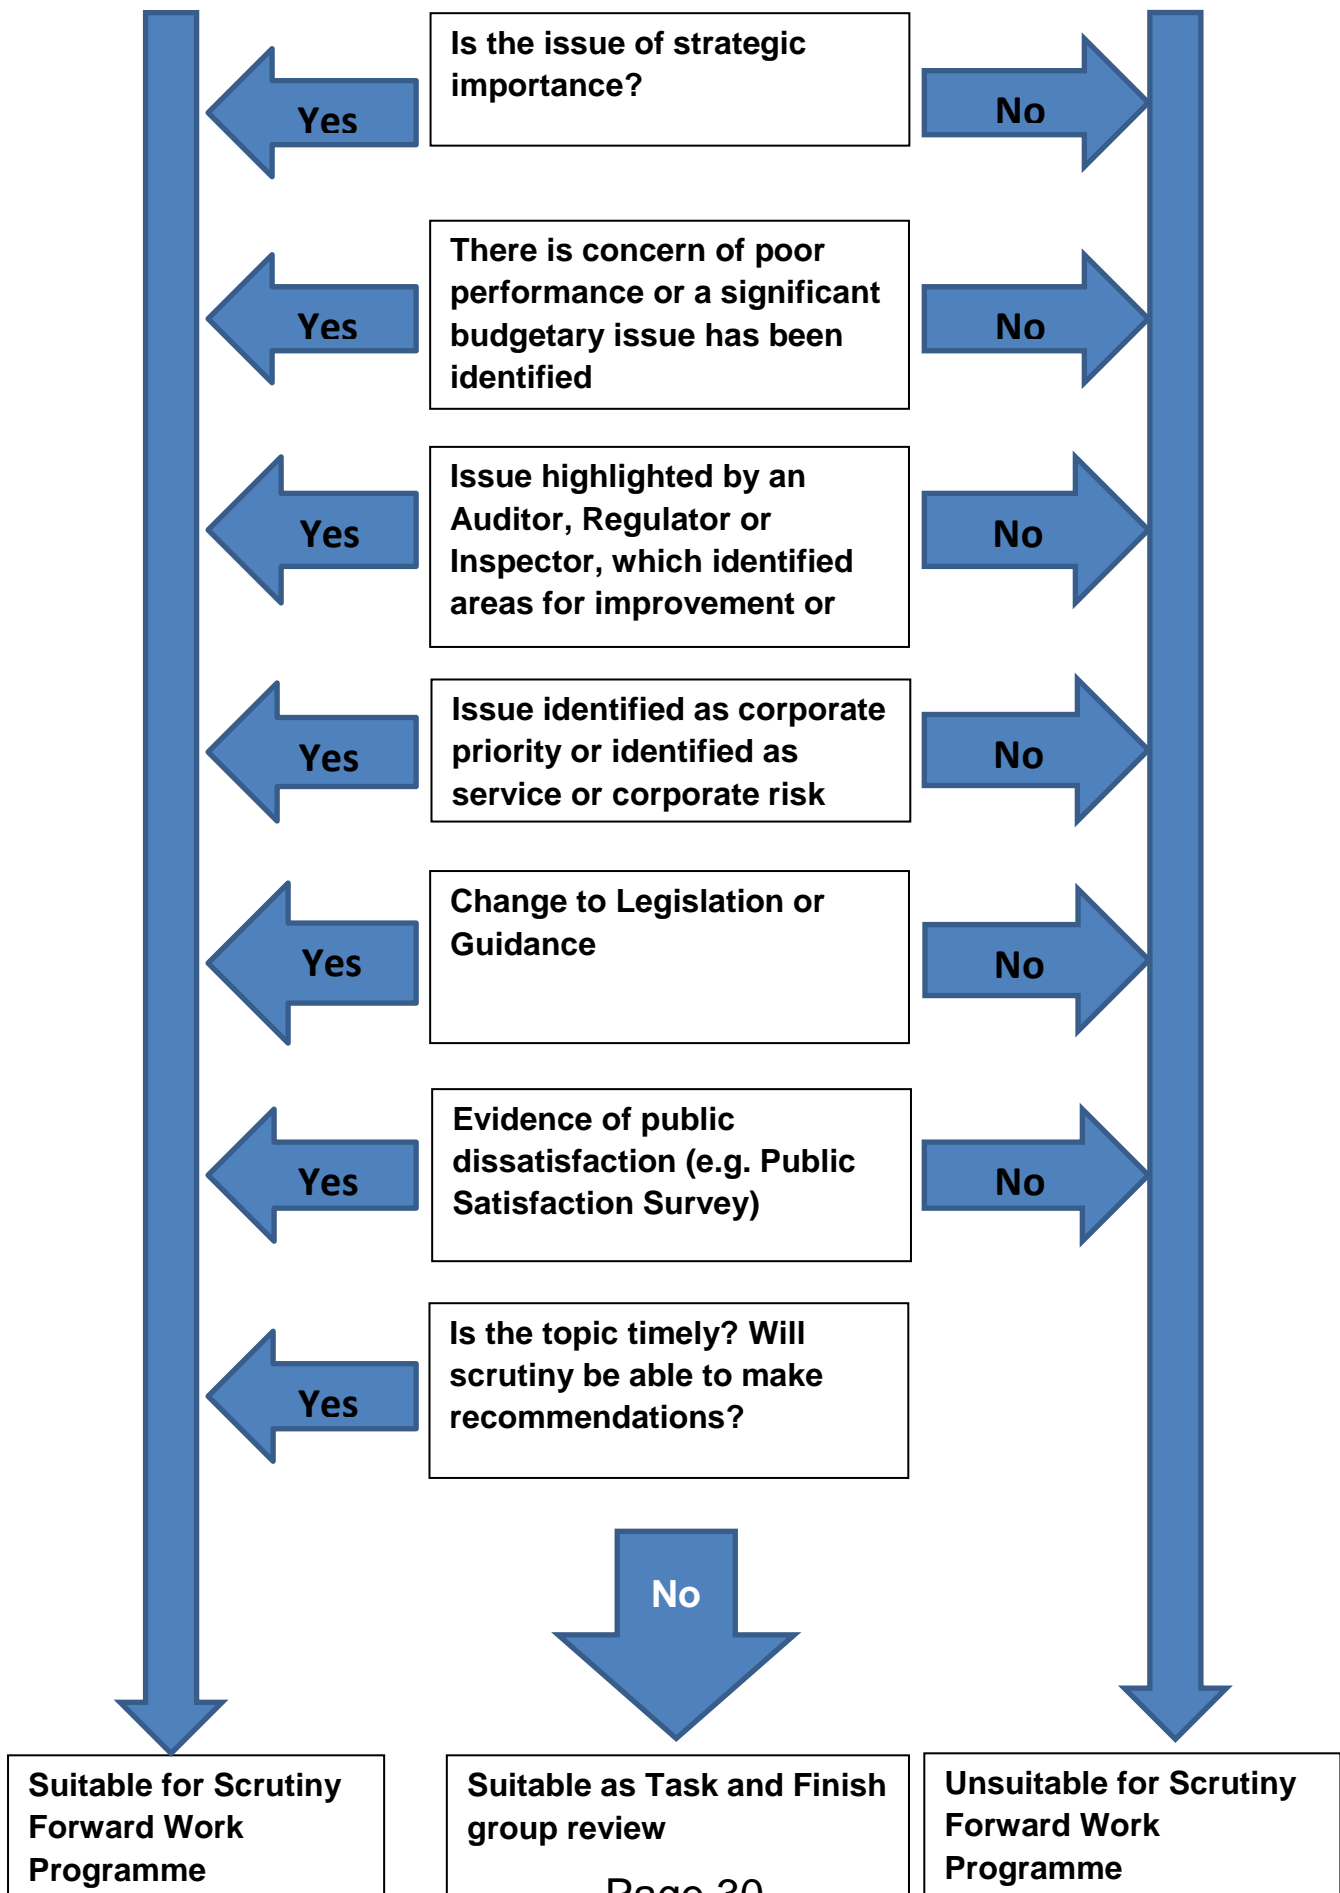 Is the issue of strategic
importance?
Yes
No
There is concern of poor
performance or a significant
budgetary issue has been
identified
Yes
No
Issue highlighted by an
Auditor, Regulator or
Inspector, which identified
areas for improvement or
Yes
No
Issue identified as corporate
priority or identified as
service or corporate risk
Yes
No
Change to Legislation or
Guidance
Yes
No
Evidence of public
dissatisfaction (e.g. Public
Satisfaction Survey)
Yes
No
Is the topic timely? Will
scrutiny be able to make
recommendations?
Yes
No
Suitable for Scrutiny
Forward Work
Programme
Suitable as Task and Finish
group review
Unsuitable for Scrutiny
Forward Work
Programme
Page 30